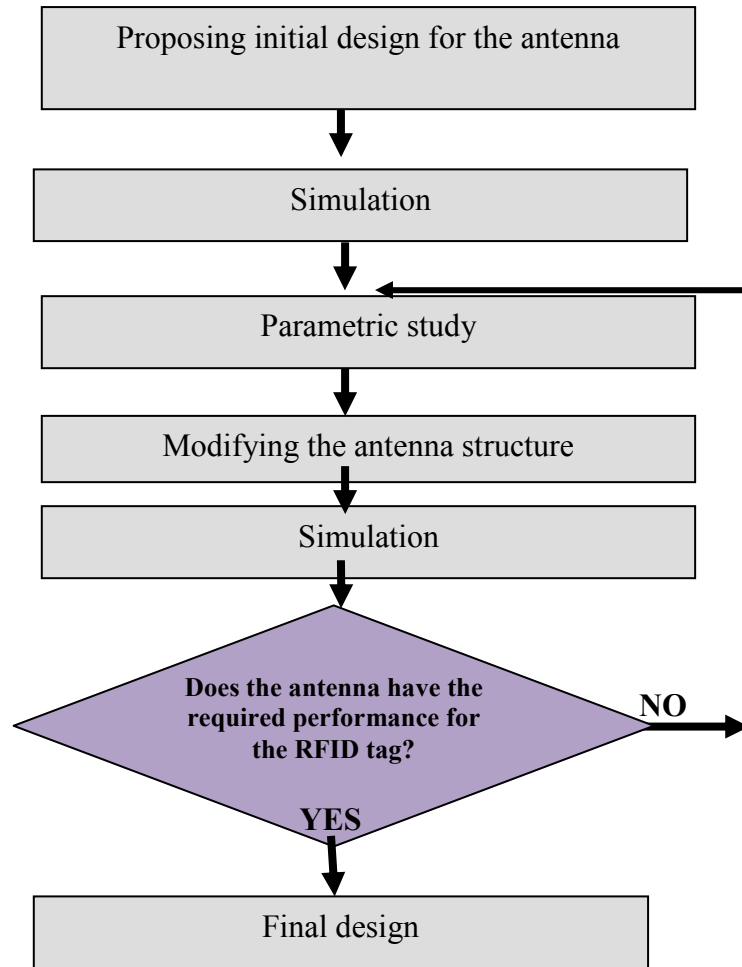 Proposing initial design for the antenna
Simulation
Parametric study
Modifying the antenna structure
Simulation
Does the antenna have the
required performance for
the RFID tag?
NO
YES
Final design